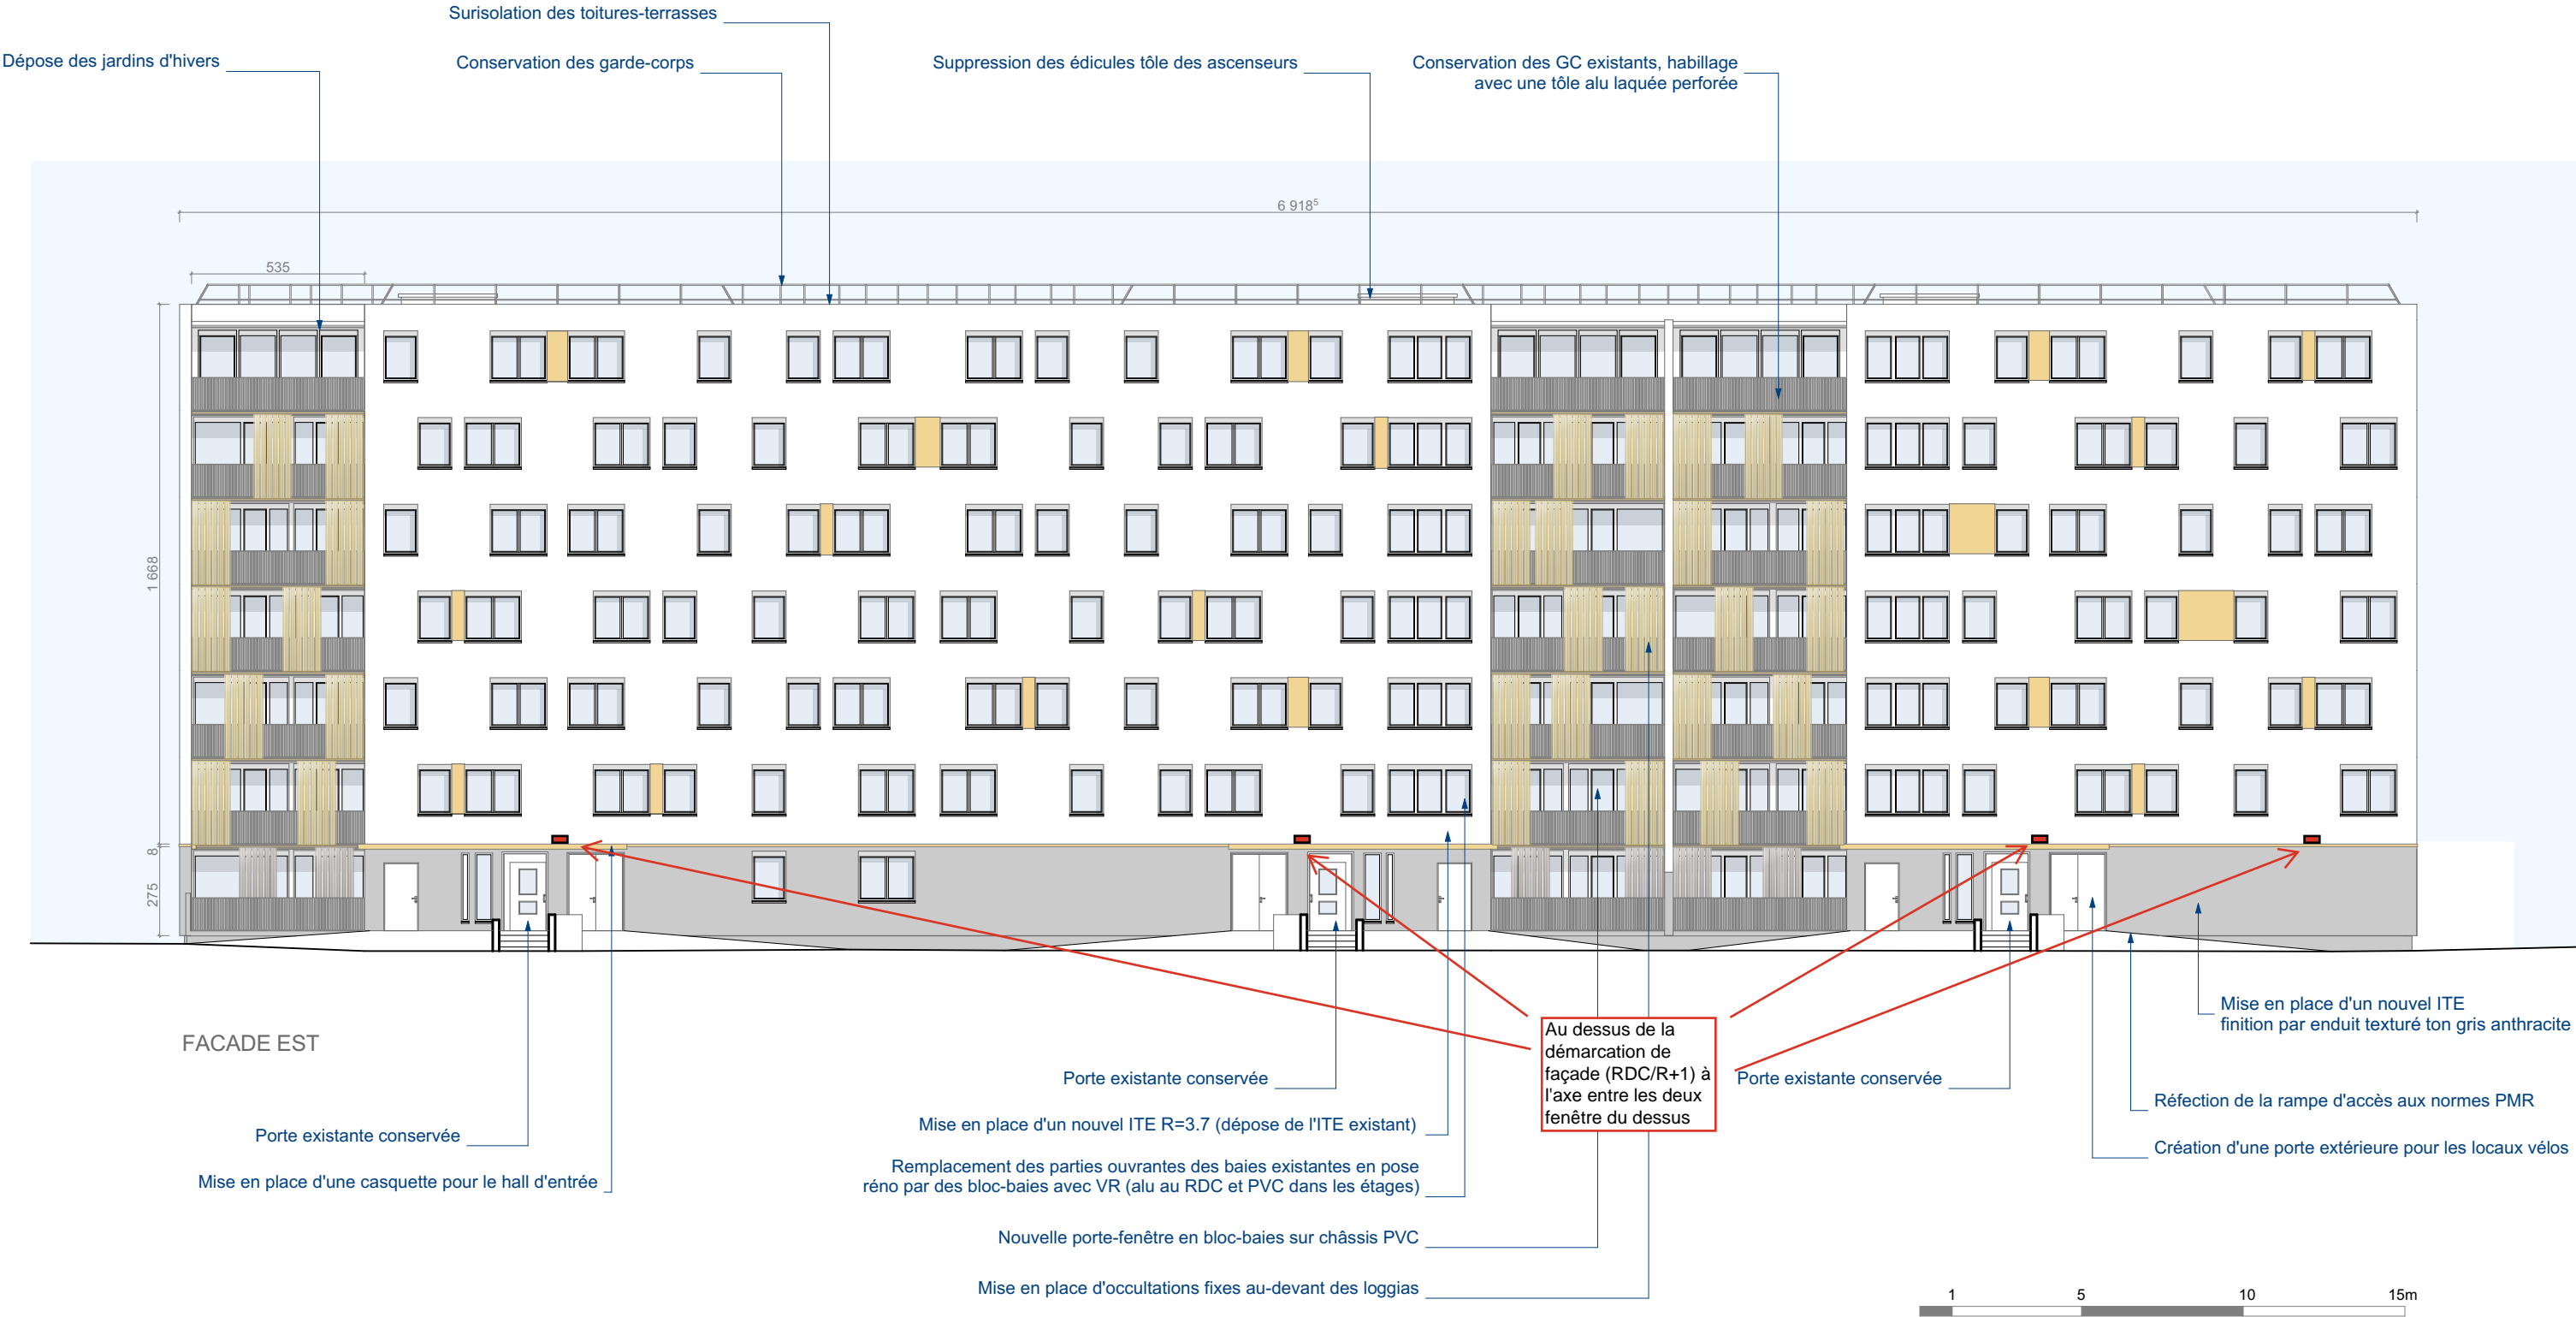 Surisolation des toitures-terrasses
Dépose des jardins d'hivers
Conservation des garde-corps
Suppression des édicules tôle des ascenseurs
Conservation des GC existants, habillage
avec une tôle alu laquée perforée
6 918⁵
535
1 668
8
275
FACADE EST
Au dessus de la
démarcation de
façade (RDC/R+1) à
l'axe entre les deux
fenêtre du dessus
Mise en place d'un nouvel ITE
finition par enduit texturé ton gris anthracite
Porte existante conservée
Porte existante conservée
Réfection de la rampe d'accès aux normes PMR
Mise en place d'un nouvel ITE R=3.7 (dépose de l'ITE existant)
Porte existante conservée
Création d'une porte extérieure pour les locaux vélos
Remplacement des parties ouvrantes des baies existantes en pose
réno par des bloc-baies avec VR (alu au RDC et PVC dans les étages)
Mise en place d'une casquette pour le hall d'entrée
Nouvelle porte-fenêtre en bloc-baies sur châssis PVC
Mise en place d'occultations fixes au-devant des loggias
1 5 10 15m